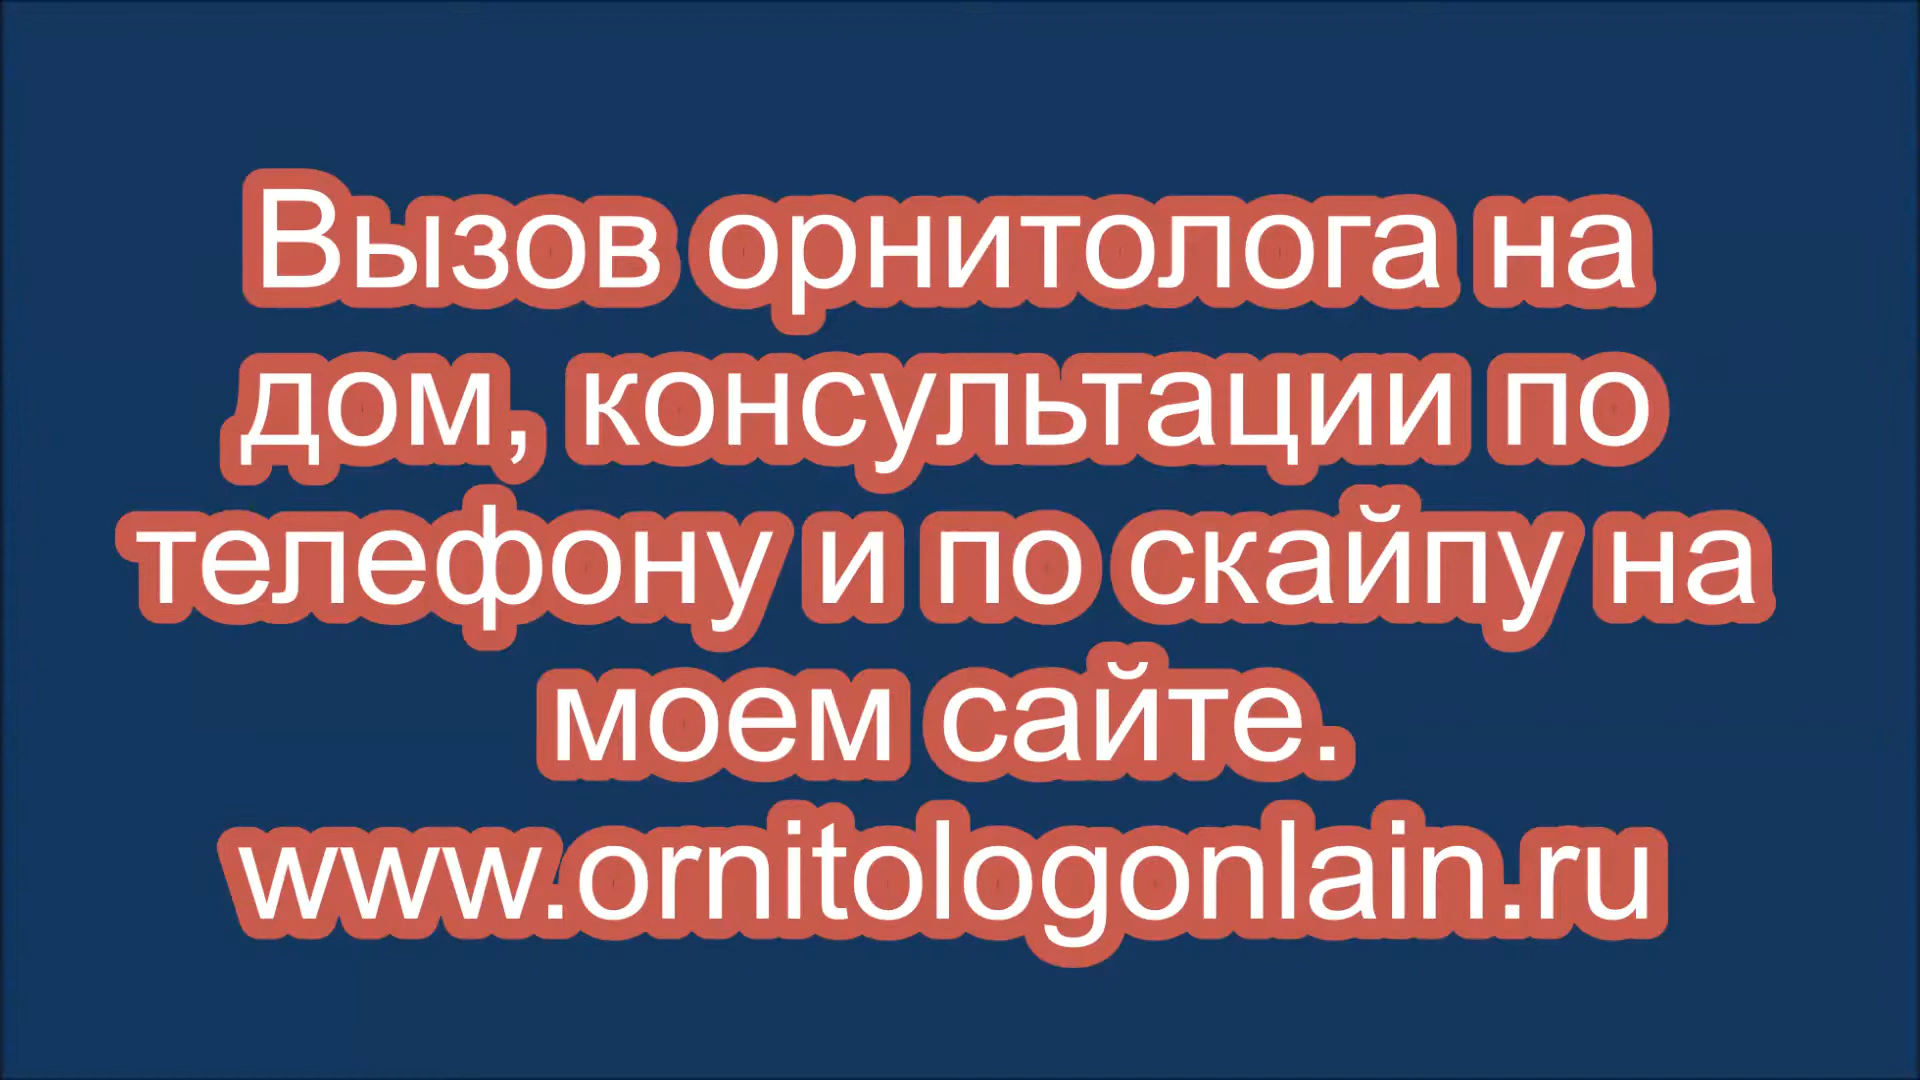 Вызов орнитолога на
дом, консультации по
телефону и по скайпу на
моем сайте.
www.ornitologonlain.ru